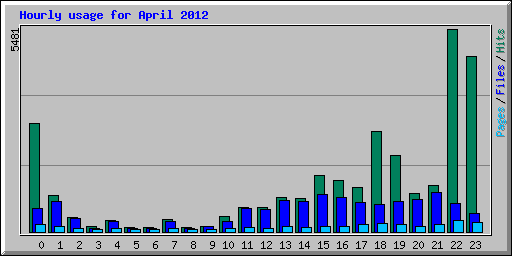 Hourly usage for April 2012
5481
Pages / Files / Hits
0 1 2 3 4 5 6 7 8 9 10 11 12 13 14 15 16 17 18 19 20 21 22 23